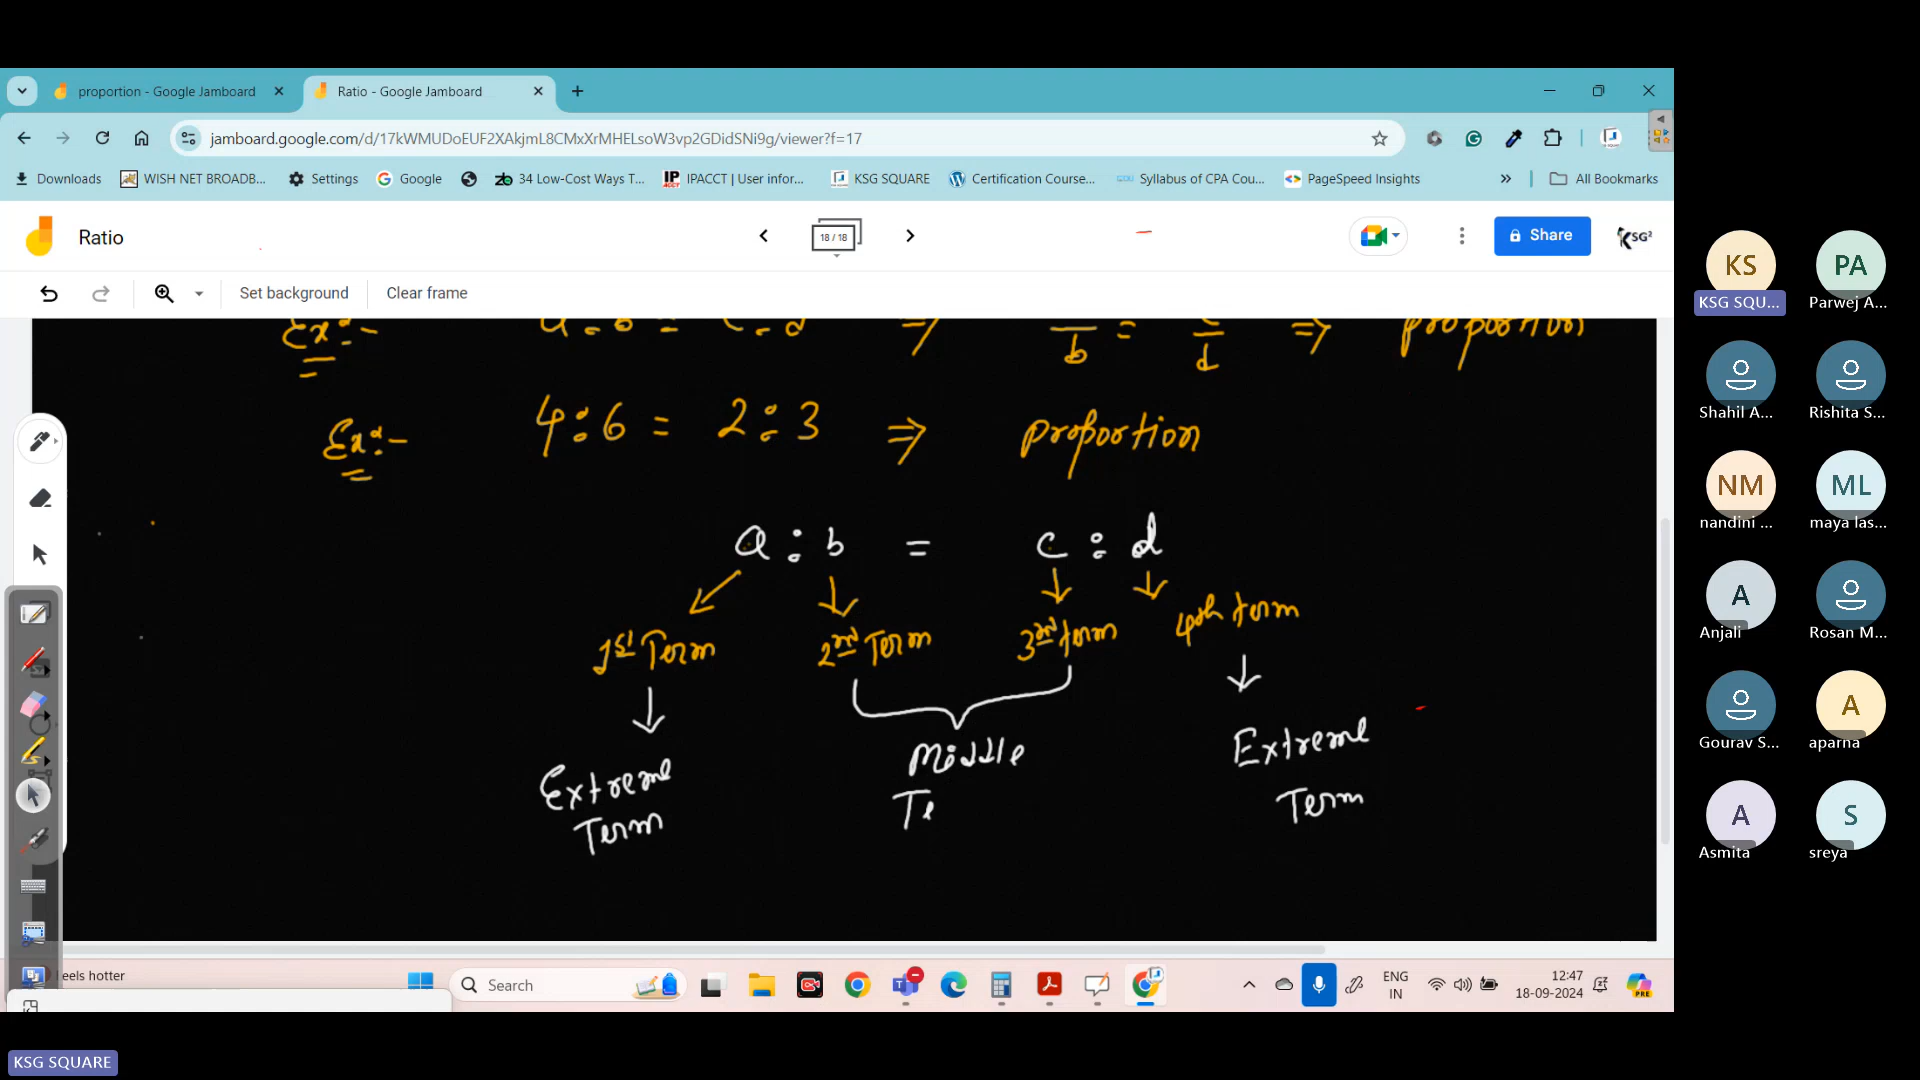 proportion - Google Jamboard
Ratio - Google Jamboard
jamboard.google.com/d/17kWMUDoEUF2XAkjmL8CMxXrMHELsoW3vp2GDidSNi9g/viewer?f=17
Downloads WISH NET BROADB... Settings Google 34 Low-Cost Ways T... IPACCT | User infor... KSG SQUARE Certification Course... Syllabus of CPA Cou... PageSpeed Insights » All Bookmarks
Ratio 18 / 18 Share KSG²
Set background Clear frame
Ex:- a : b = c : d ⇒ b = c/d ⇒ proportion
Ex:- 4 : 6 = 2 : 3 ⇒ proportion
a : b = c : d
1st Term 2nd Term 3rd term 4th term
Extreme Term
Middle Te
Extreme Term
KS PA
KSG SQU... Parwej A...
Shahil A... Rishita S...
NM ML
nandini ... maya las...
A
Anjali Rosan M...
A
Gourav S... aparna
A S
Asmita sreya
eels hotter
Search
ENG
IN
12:47
18-09-2024
PRE
KSG SQUARE